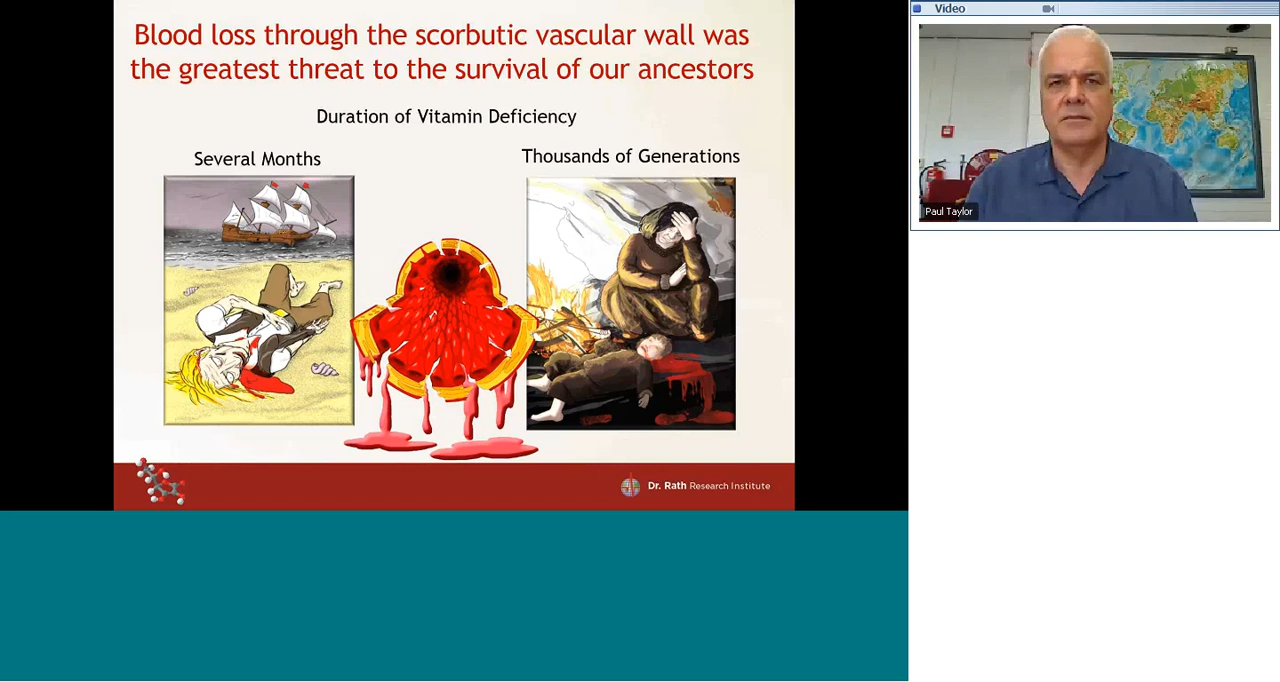 Blood loss through the scorbutic vascular wall was
the greatest threat to the survival of our ancestors
Duration of Vitamin Deficiency
Several Months
Thousands of Generations
Dr. Rath Research Institute
Video
Paul Taylor